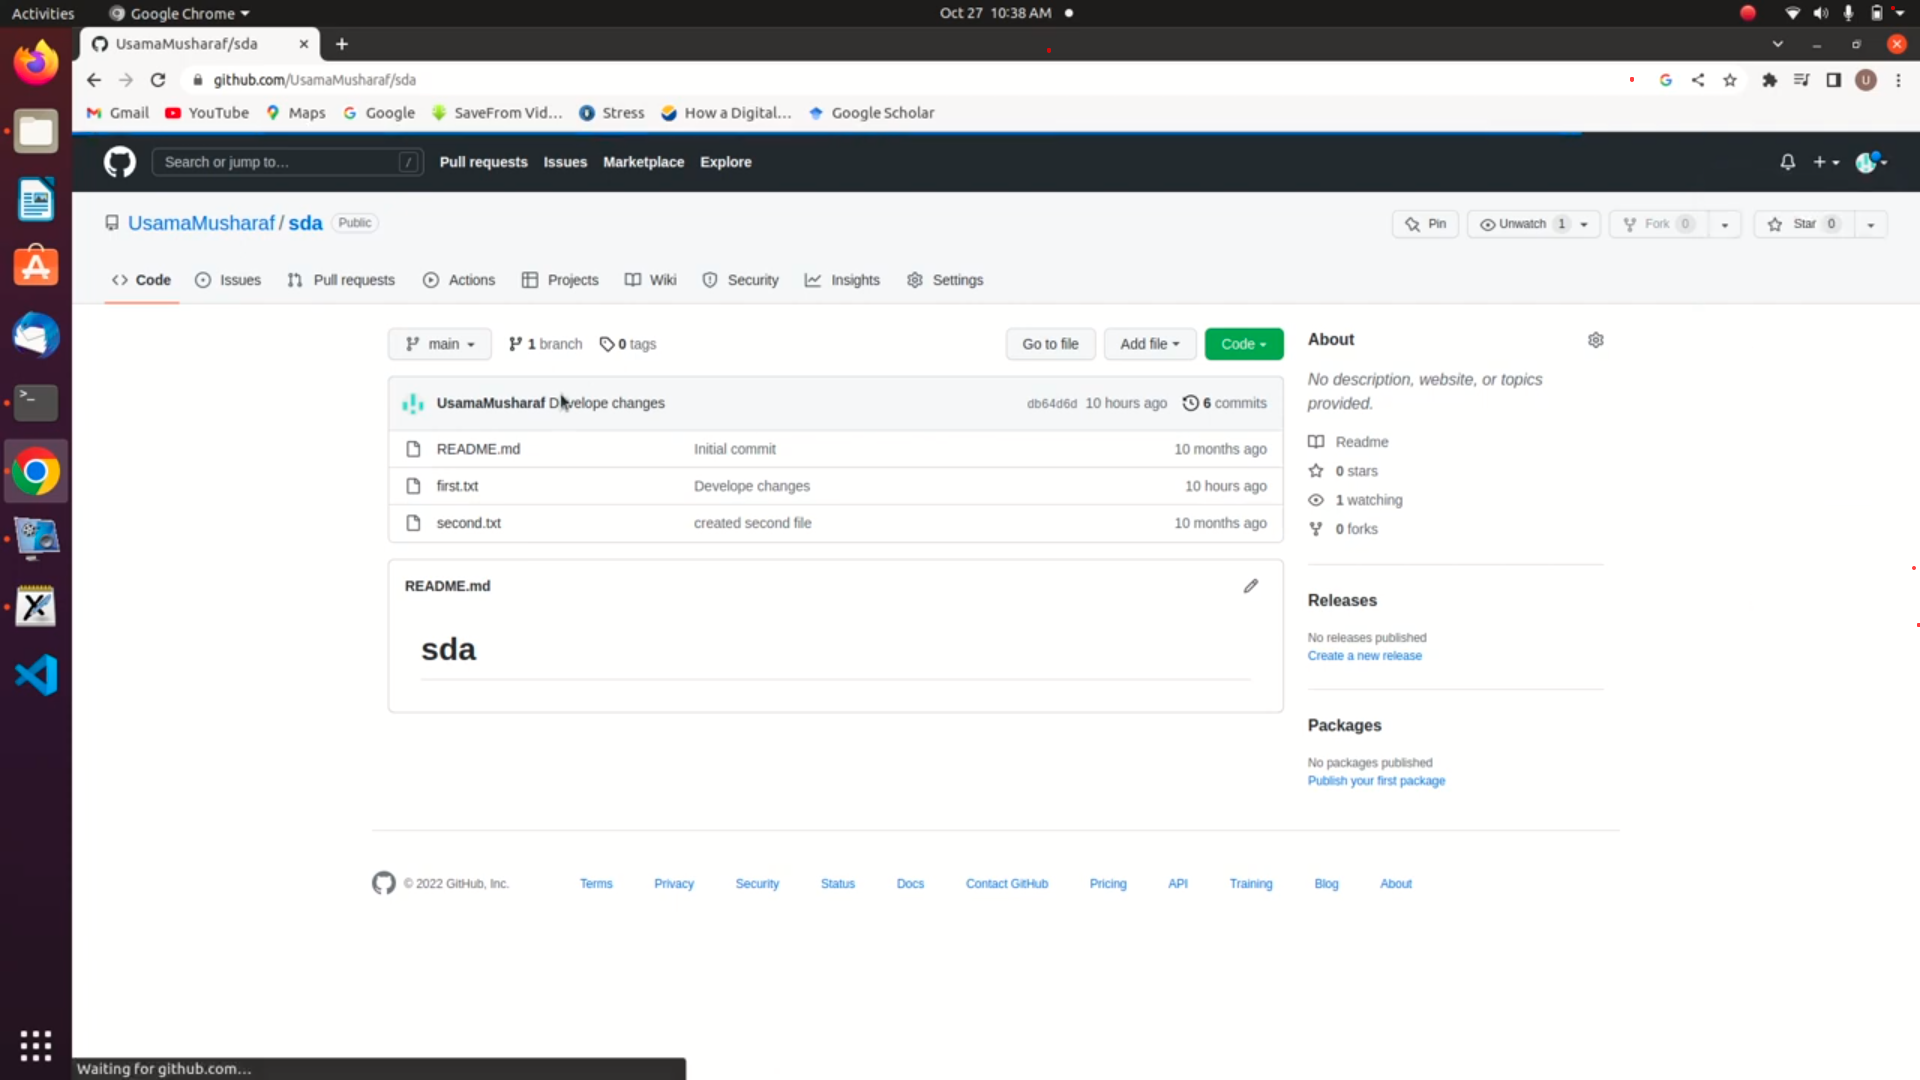 Activities Google Chrome Oct 27 10:38 AM
UsamaMusharaf/sda
github.com/UsamaMusharaf/sda U
Gmail YouTube Maps Google SaveFrom Vid... Stress How a Digital... Google Scholar
Search or jump to... / Pull requests Issues Marketplace Explore
UsamaMusharaf / sda Public Pin Unwatch 1 Fork 0 Star 0
Code Issues Pull requests Actions Projects Wiki Security Insights Settings
main 1 branch 0 tags Go to file Add file Code
UsamaMusharaf Develope changes db64d6d 10 hours ago 6 commits
README.md Initial commit 10 months ago
first.txt Develope changes 10 hours ago
second.txt created second file 10 months ago
README.md
sda
About
No description, website, or topics
provided.
Readme
0 stars
1 watching
0 forks
Releases
No releases published
Create a new release
Packages
No packages published
Publish your first package
© 2022 GitHub, Inc. Terms Privacy Security Status Docs Contact GitHub Pricing API Training Blog About
Waiting for github.com...